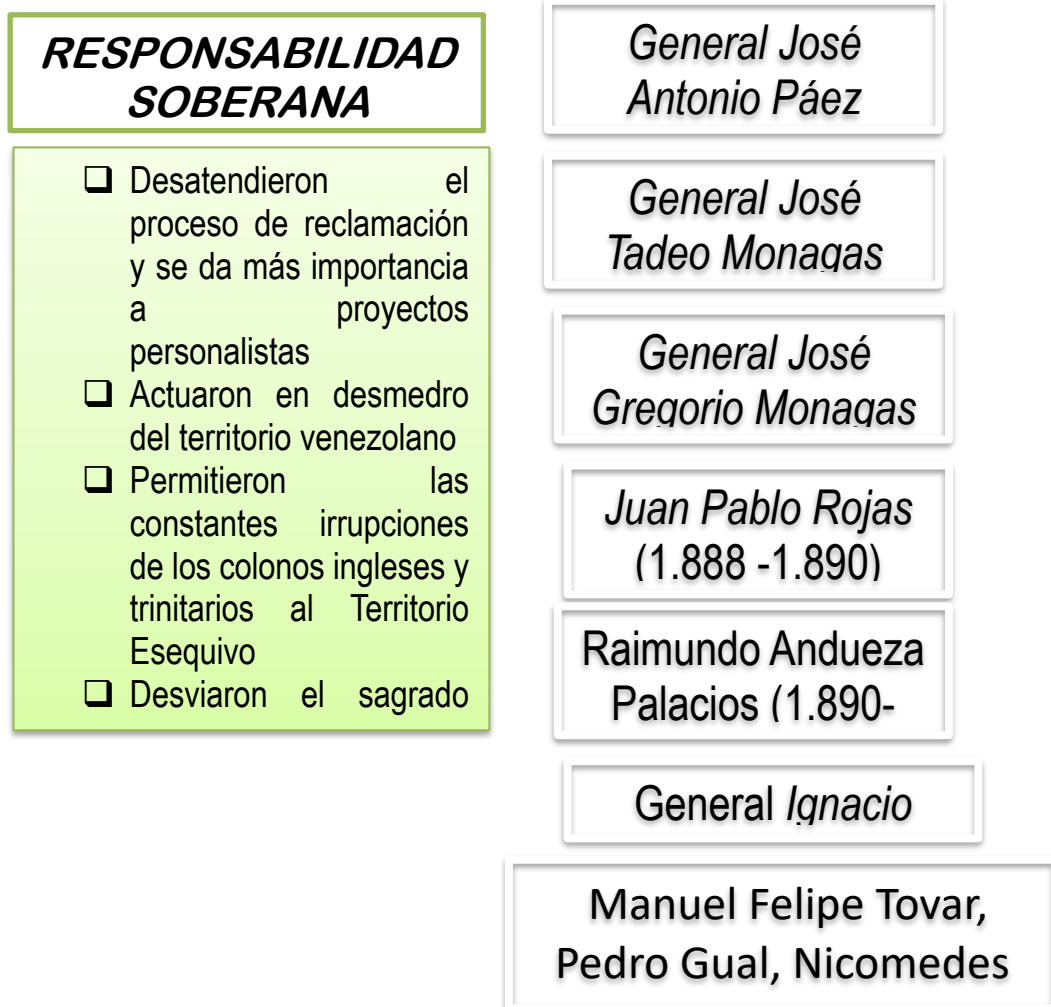 RESPONSABILIDAD
SOBERANA
❑ Desatendieron el
proceso de reclamación
y se da más importancia
a proyectos
personalistas
❑ Actuaron en desmedro
del territorio venezolano
❑ Permitieron las
constantes irrupciones
de los colonos ingleses y
trinitarios al Territorio
Esequivo
❑ Desviaron el sagrado
General José
Antonio Páez
General José
Tadeo Monagas
General José
Gregorio Monagas
Juan Pablo Rojas
(1.888 -1.890)
Raimundo Andueza
Palacios (1.890-
General Ignacio
Manuel Felipe Tovar,
Pedro Gual, Nicomedes